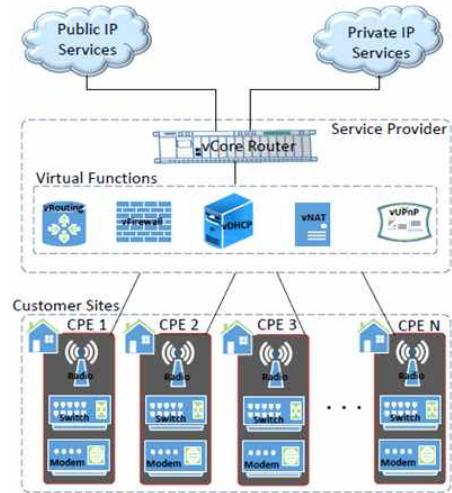 Public IP
Services
Private IP
Services
Service Provider
vCore Router
Virtual Functions
vRouting
vFirewall
vDHCP
vNAT
vUPnP
Customer Sites
CPE 1
CPE 2
CPE 3
CPE N
Radio
Radio
Radio
Radio
Switch
Switch
Switch
. . .
Switch
Modem
Modem
Modem
Modem